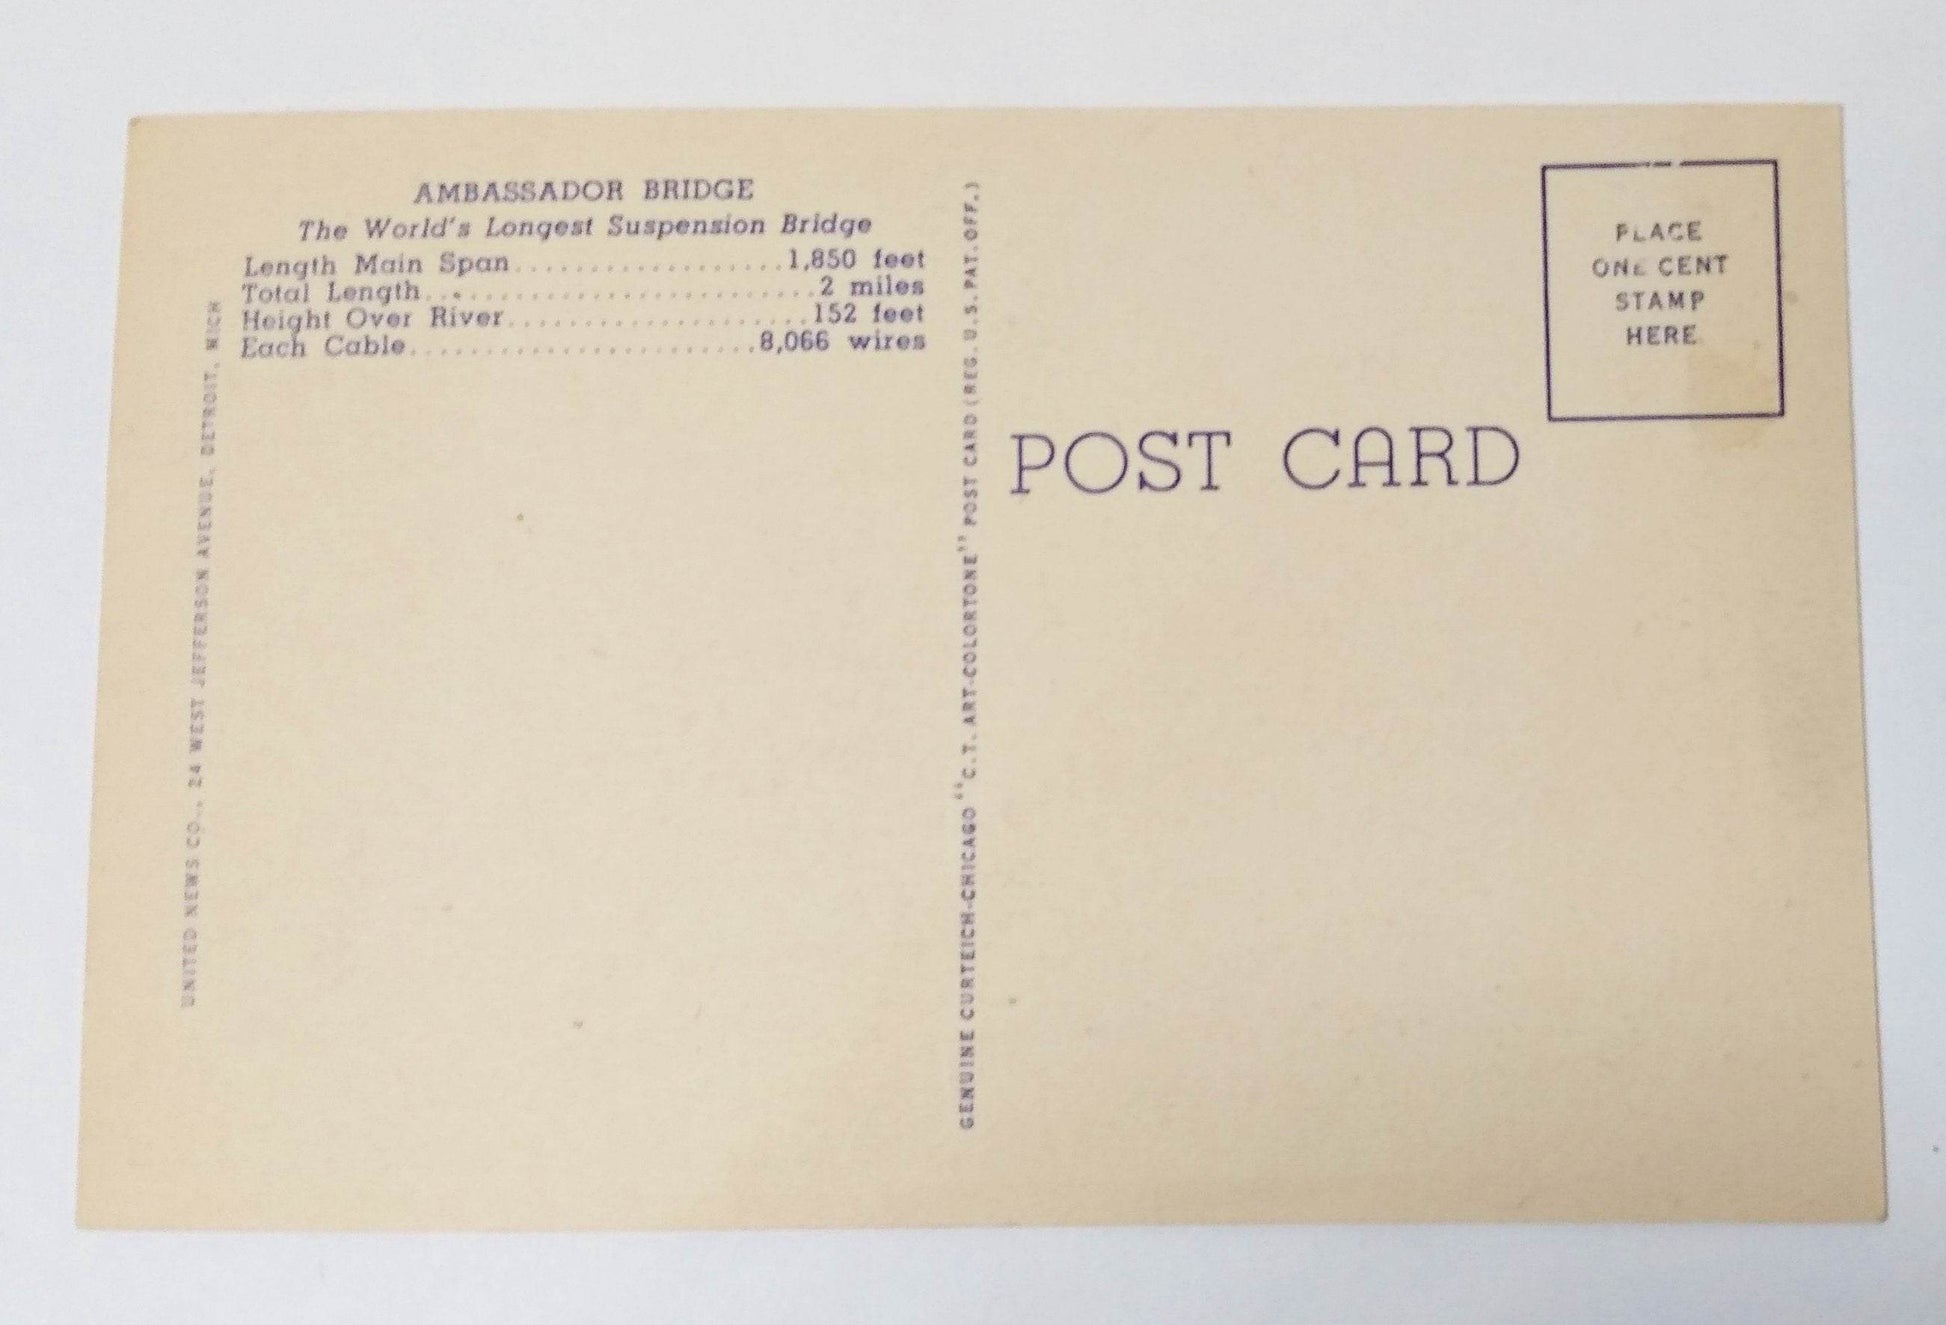 AMBASSADOR BRIDGE
The World's Longest Suspension Bridge
Length Main Span...................1,850 feet
Total Length..........................2 miles
Height Over River....................152 feet
Each Cable.......................8,066 wires
UNITED NEWS CO., 24 WEST JEFFERSON AVENUE, DETROIT, MICH
GENUINE CURTEICH-CHICAGO "C.T. ART-COLORTONE" POST CARD (REG. U.S. PAT. OFF.)
PLACE
ONE CENT
STAMP
HERE
POST CARD